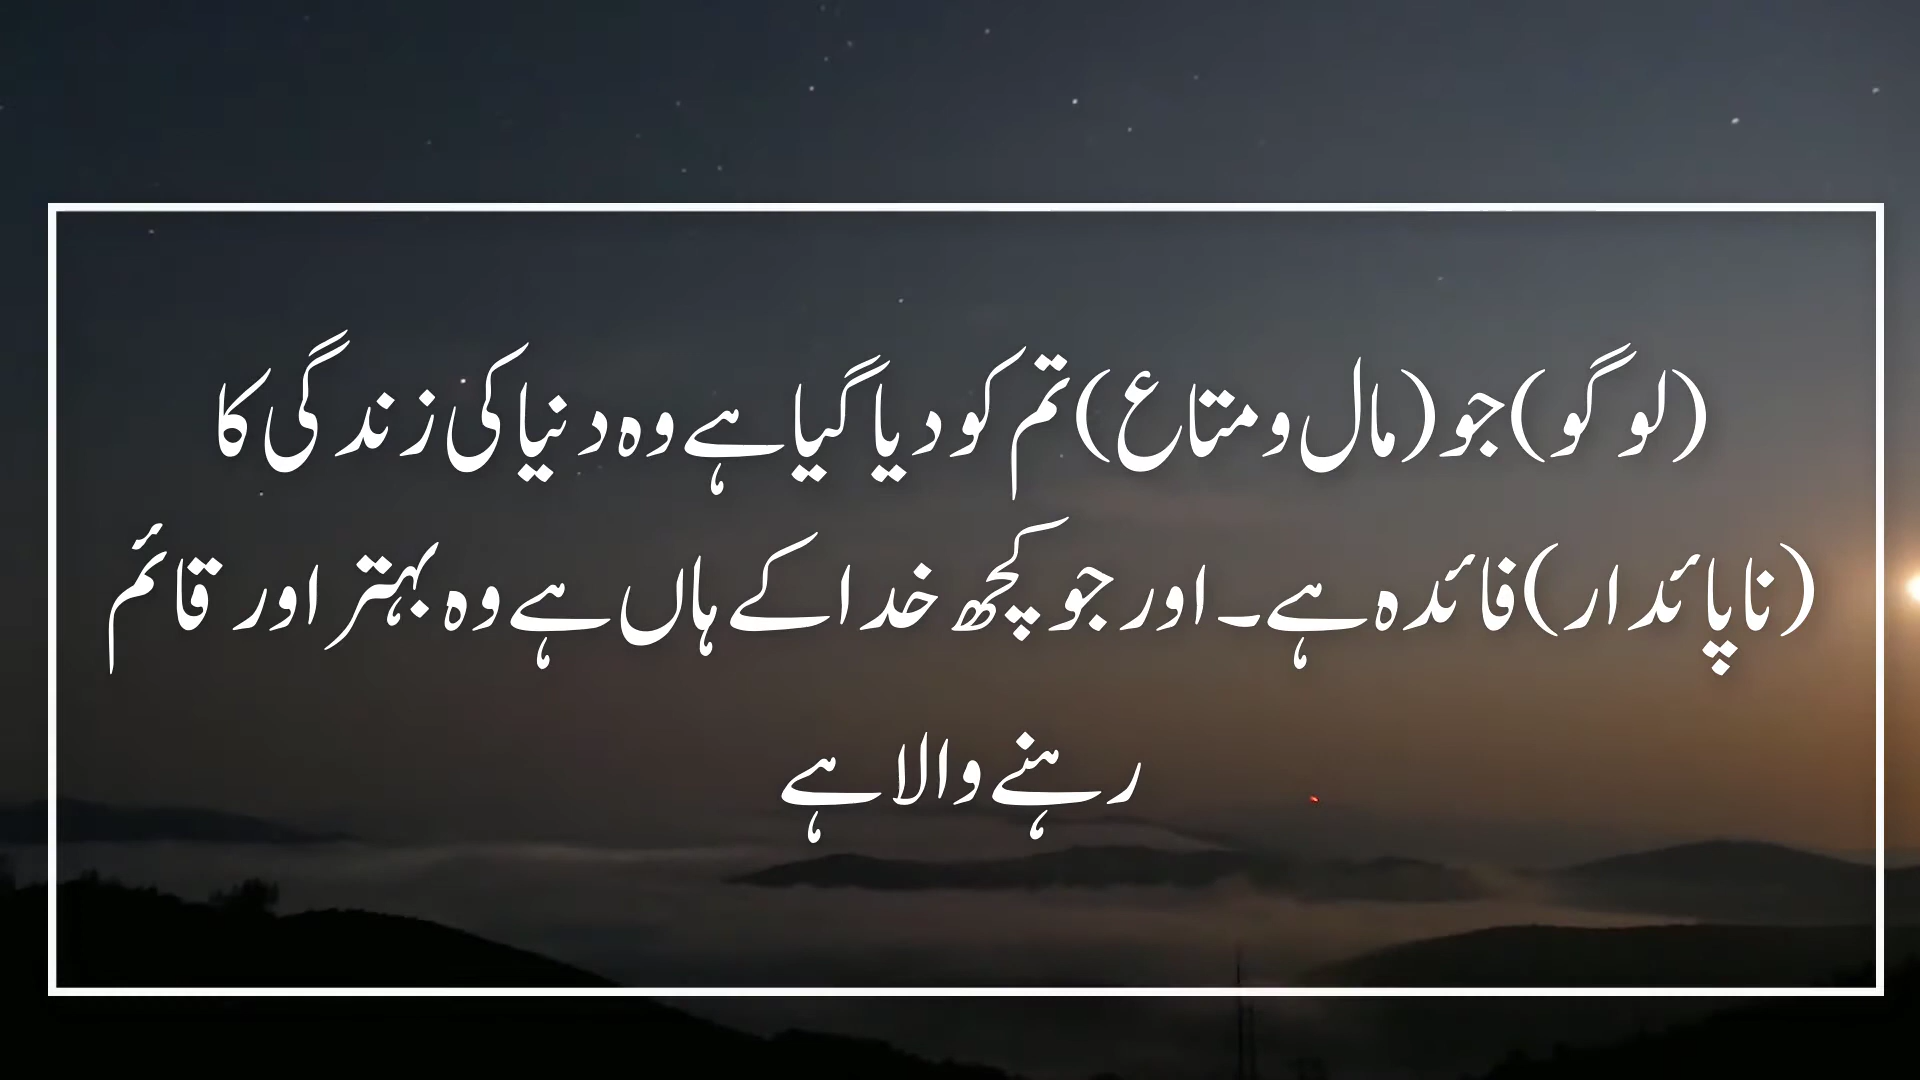 (لوگو) جو (مال و متاع) تم کو دیا گیا ہے وہ دنیا کی زندگی کا
(ناپائدار) فائدہ ہے۔ اور جو کچھ خدا کے ہاں ہے وہ بہتر اور قائم
رہنے والا ہے